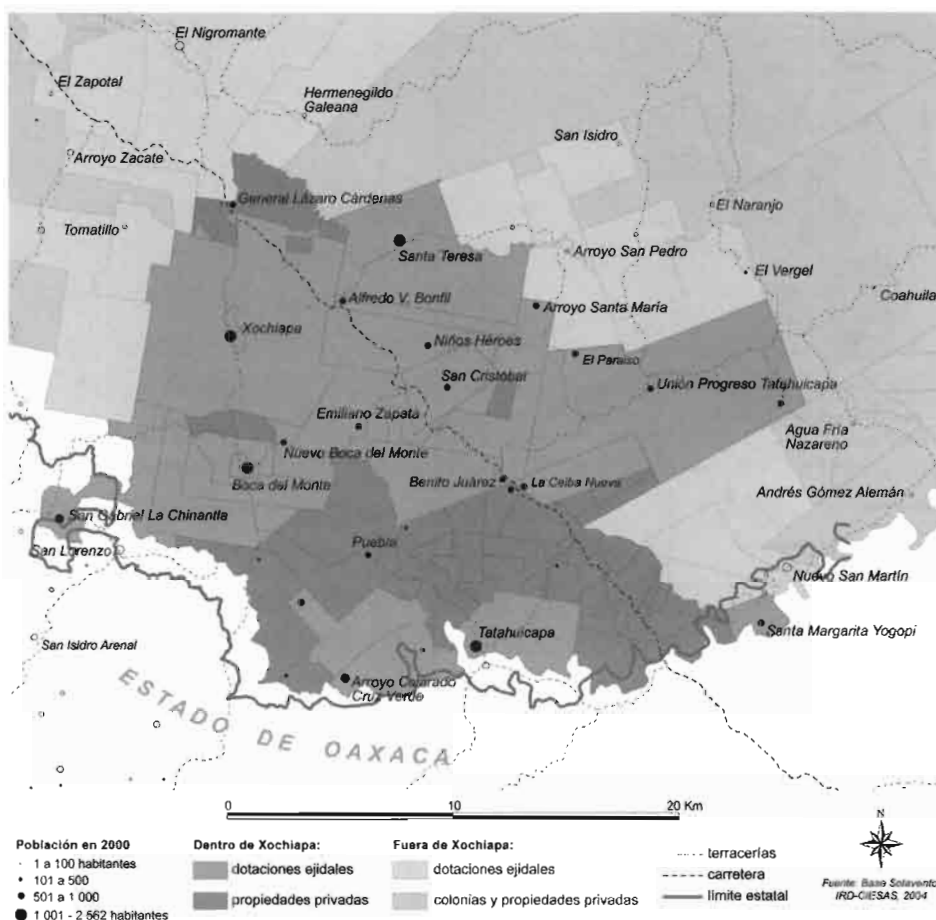 El Nigromante
El Zapotal
Hermenegildo
Galeana
San Isidro
Arroyo Zacate
General Lázaro Cárdenas
El Naranjo
Tomatillo
Santa Teresa
Arroyo San Pedro
El Vergel
Coahuila
Alfredo V. Bonfil
Arroyo Santa María
Xochiapa
Niños Héroes
El Paraiso
San Cristóbal
Unión Progreso Tatahuicapa
Emiliano Zapata
Agua Fría
Nazareno
Nuevo Boca del Monte
Boca del Monte
Benito Juárez
La Ceiba Nueva
Andrés Gómez Alemán
San Gabriel La Chinantla
San Lorenzo
Puebla
Nuevo San Martín
Santa Margarita Yogopi
Tatahuicapa
San Isidro Arenal
Arroyo Colorado
Cruz Verde
ESTADO DE OAXACA
0 10 20 Km
Población en 2000
1 a 100 habitantes
101 a 500
501 a 1 000
1 001 - 2 562 habitantes
Dentro de Xochiapa:
dotaciones ejidales
propiedades privadas
Fuera de Xochiapa:
dotaciones ejidales
colonias y propiedades privadas
terracerías
carretera
límite estatal
N
Fuente: Base Sotavento
IRD-CIESAS, 2004